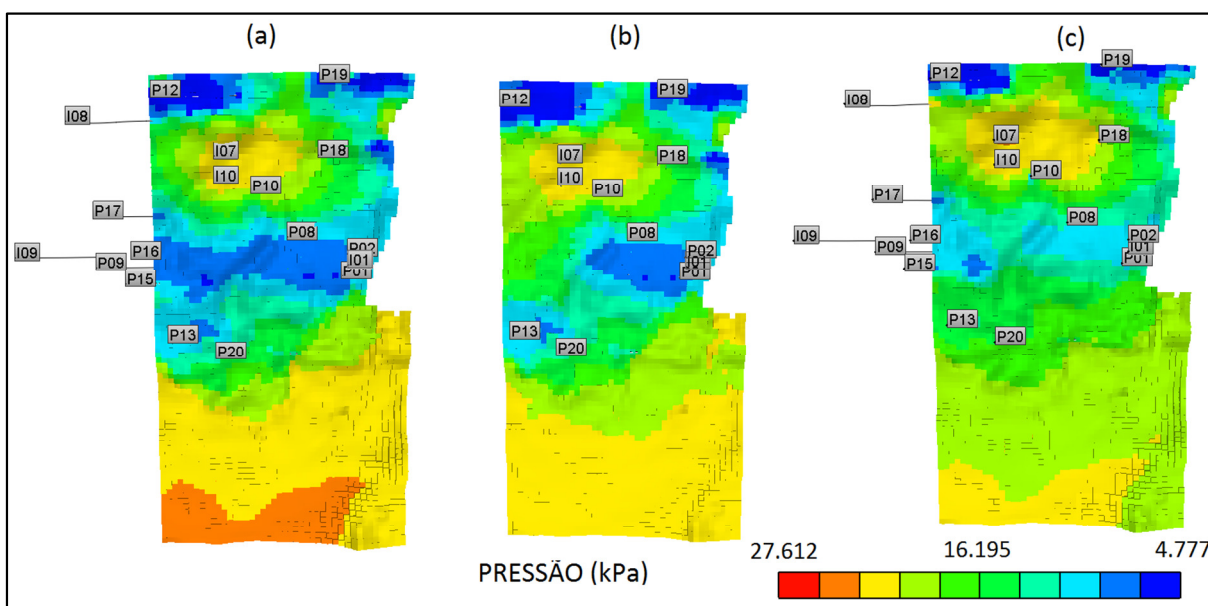 (a)
(b)
(c)
P12
P19
I08
I07
P18
I10
P10
P17
P08
I09
P16
P02
I01
P09
P01
P15
P13
P20
P12
P19
I07
P18
I10
P10
P08
P02
I01
P01
P13
P20
P12
P19
I08
I07
P18
I10
P10
P17
P08
I09
P16
P02
I01
P09
P01
P15
P13
P20
27.612
16.195
4.777
PRESSÃO (kPa)